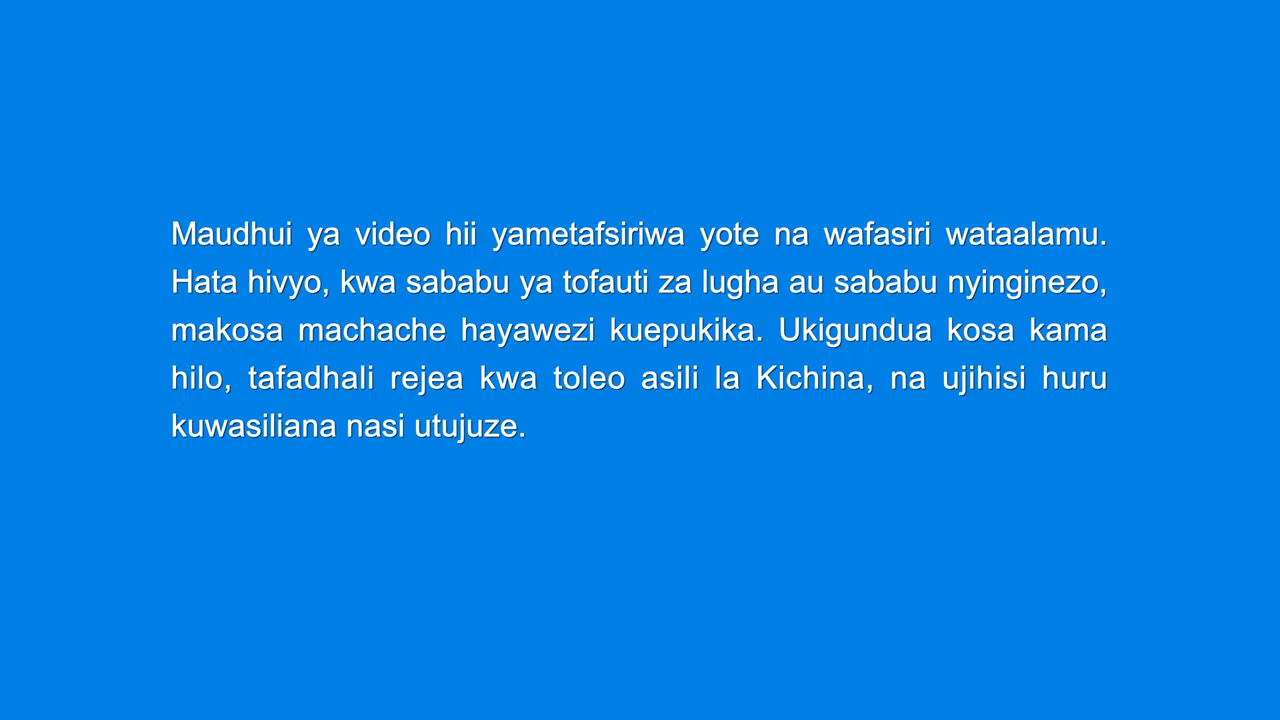 Maudhui ya video hii yametafsiriwa yote na wafasiri wataalamu.
Hata hivyo, kwa sababu ya tofauti za lugha au sababu nyinginezo,
makosa machache hayawezi kuepukika. Ukigundua kosa kama
hilo, tafadhali rejea kwa toleo asili la Kichina, na ujihisi huru
kuwasiliana nasi utujuze.